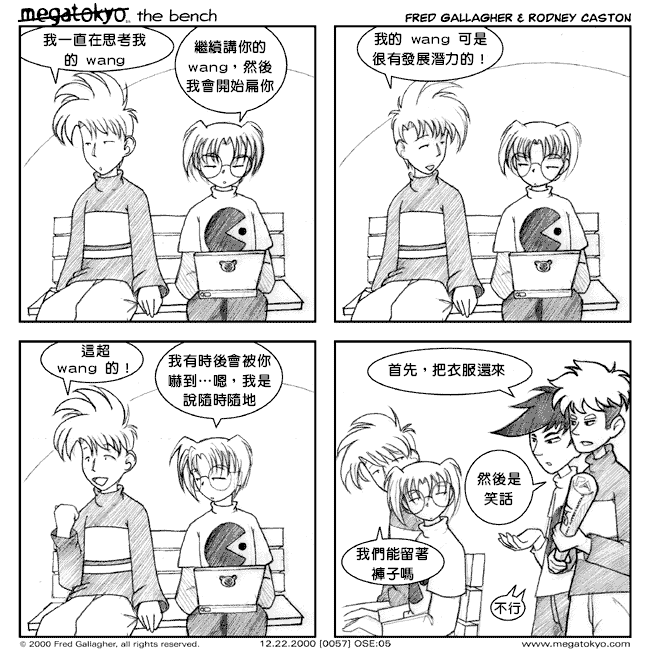 megatokyo the bench
FRED GALLAGHER & RODNEY CASTON
我一直在思考我
的 wang
繼續講你的
wang，然後
我會開始扁你
我的 wang 可是
很有發展潛力的！
這超
wang 的！
我有時後會被你
嚇到…嗯，我是
說隨時隨地
首先，把衣服還來
然後是
笑話
我們能留著
褲子嗎
不行
© 2000 Fred Gallagher, all rights reserved.
12.22.2000 [0057] OSE:05
www.megatokyo.com